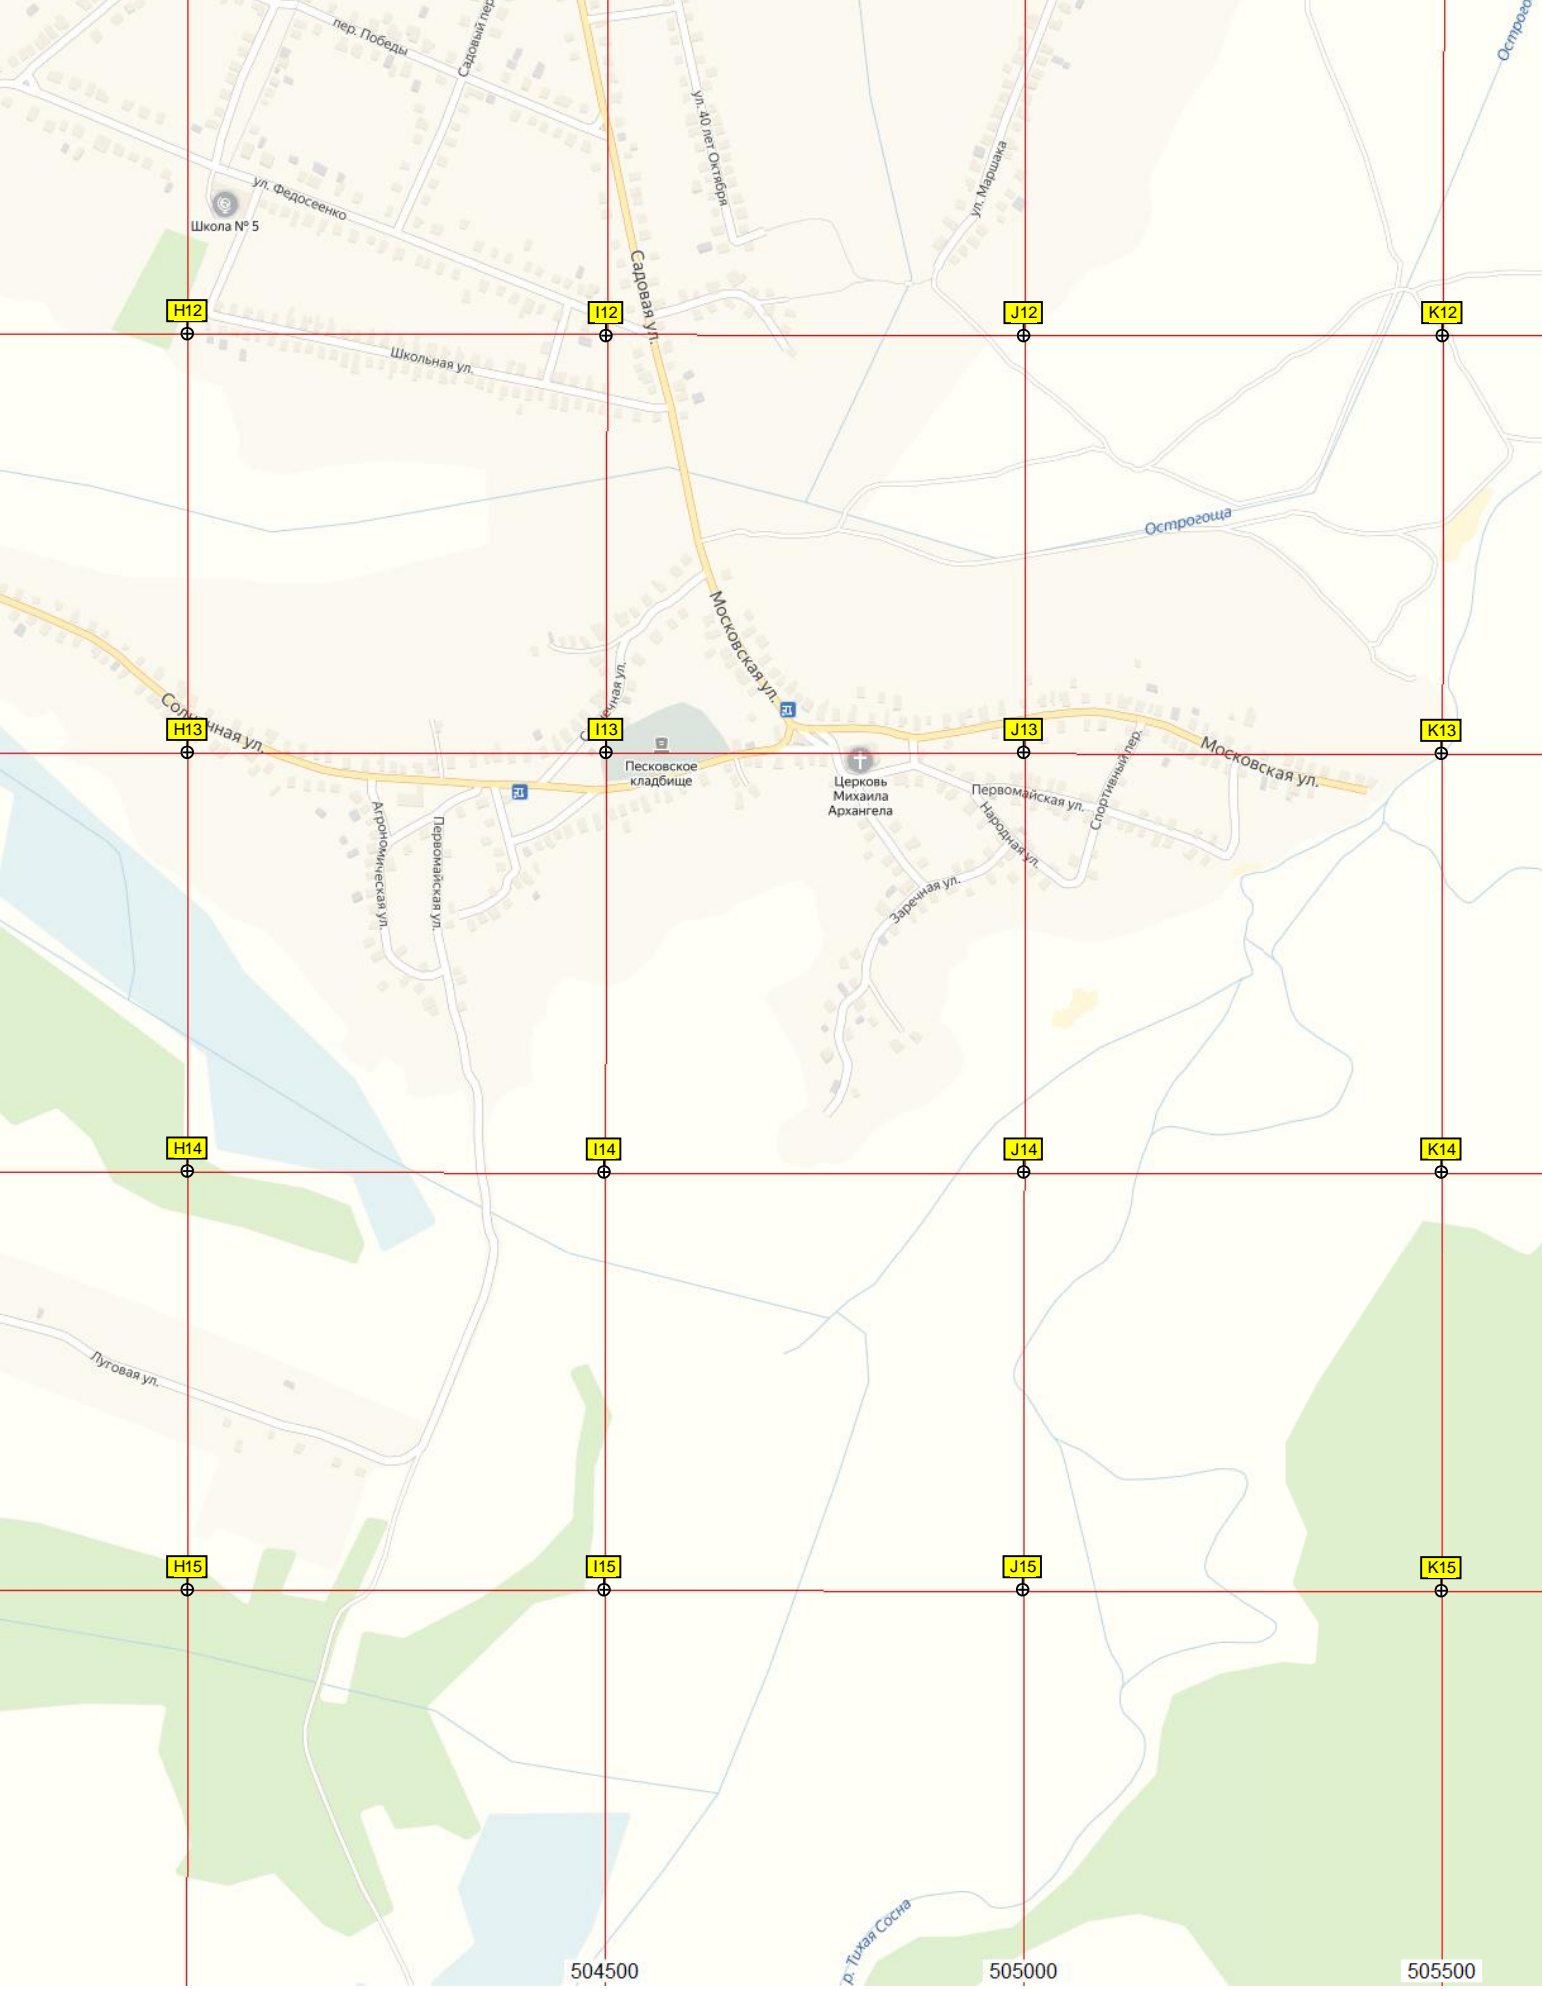 пер. Победы
Садовый пер
Острого
ул. 40 лет Октября
ул. Маршака
ул. Федосеенко
Школа № 5
Садовая ул.
H12
I12
J12
K12
Школьная ул.
Острогоща
Московская ул.
Солнечная ул.
H13
I13
J13
K13
Песковское
кладбище
Церковь
Михаила
Архангела
Московская ул.
Спортивный пер.
Первомайская ул.
Народная ул.
Агрономическая ул.
Первомайская ул.
Заречная ул.
H14
I14
J14
K14
Луговая ул.
H15
I15
J15
K15
р. Тихая Сосна
504500
505000
505500